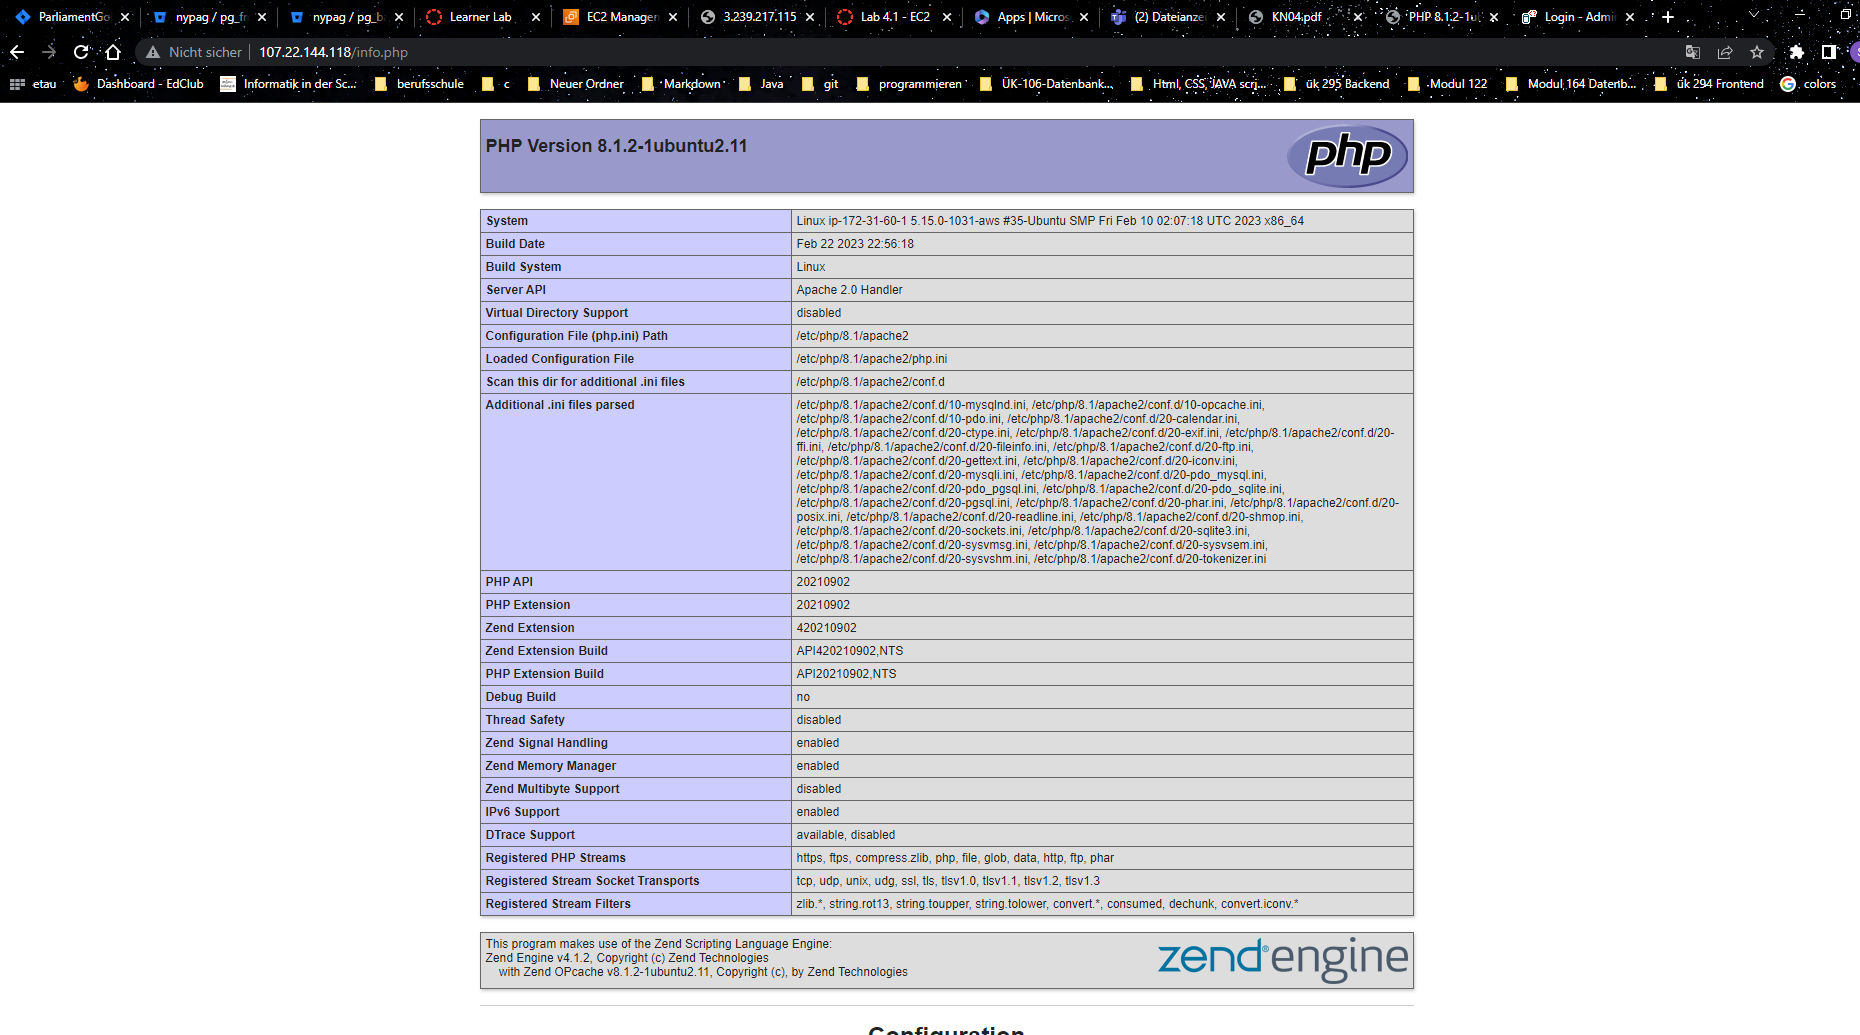 ParliamentGo
nypag / pg_fr
nypag / pg_ba
Learner Lab
EC2 Manager
3.239.217.115
Lab 4.1 - EC2
Apps | Micros
(2) Dateianzei
KN04.pdf
PHP 8.1.2-1u
Login - Admin
Nicht sicher
107.22.144.118/info.php
etau
Dashboard - EdClub
Informatik in der Sc...
berufsschule
c
Neuer Ordner
Markdown
Java
git
programmieren
ÜK-106-Datenbank...
Html, CSS, JAVA scri...
ük 295 Backend
Modul 122
Modul 164 Datenb...
ük 294 Frontend
colors
PHP Version 8.1.2-1ubuntu2.11
php
System Linux ip-172-31-60-1 5.15.0-1031-aws #35-Ubuntu SMP Fri Feb 10 02:07:18 UTC 2023 x86_64
Build Date Feb 22 2023 22:56:18
Build System Linux
Server API Apache 2.0 Handler
Virtual Directory Support disabled
Configuration File (php.ini) Path /etc/php/8.1/apache2
Loaded Configuration File /etc/php/8.1/apache2/php.ini
Scan this dir for additional .ini files /etc/php/8.1/apache2/conf.d
Additional .ini files parsed /etc/php/8.1/apache2/conf.d/10-mysqlnd.ini, /etc/php/8.1/apache2/conf.d/10-opcache.ini,
/etc/php/8.1/apache2/conf.d/10-pdo.ini, /etc/php/8.1/apache2/conf.d/20-calendar.ini,
/etc/php/8.1/apache2/conf.d/20-ctype.ini, /etc/php/8.1/apache2/conf.d/20-exif.ini, /etc/php/8.1/apache2/conf.d/20-
ffi.ini, /etc/php/8.1/apache2/conf.d/20-fileinfo.ini, /etc/php/8.1/apache2/conf.d/20-ftp.ini,
/etc/php/8.1/apache2/conf.d/20-gettext.ini, /etc/php/8.1/apache2/conf.d/20-iconv.ini,
/etc/php/8.1/apache2/conf.d/20-mysqli.ini, /etc/php/8.1/apache2/conf.d/20-pdo_mysql.ini,
/etc/php/8.1/apache2/conf.d/20-pdo_pgsql.ini, /etc/php/8.1/apache2/conf.d/20-pdo_sqlite.ini,
/etc/php/8.1/apache2/conf.d/20-pgsql.ini, /etc/php/8.1/apache2/conf.d/20-phar.ini, /etc/php/8.1/apache2/conf.d/20-
posix.ini, /etc/php/8.1/apache2/conf.d/20-readline.ini, /etc/php/8.1/apache2/conf.d/20-shmop.ini,
/etc/php/8.1/apache2/conf.d/20-sockets.ini, /etc/php/8.1/apache2/conf.d/20-sqlite3.ini,
/etc/php/8.1/apache2/conf.d/20-sysvmsg.ini, /etc/php/8.1/apache2/conf.d/20-sysvsem.ini,
/etc/php/8.1/apache2/conf.d/20-sysvshm.ini, /etc/php/8.1/apache2/conf.d/20-tokenizer.ini
PHP API 20210902
PHP Extension 20210902
Zend Extension 420210902
Zend Extension Build API420210902,NTS
PHP Extension Build API20210902,NTS
Debug Build no
Thread Safety disabled
Zend Signal Handling enabled
Zend Memory Manager enabled
Zend Multibyte Support disabled
IPv6 Support enabled
DTrace Support available, disabled
Registered PHP Streams https, ftps, compress.zlib, php, file, glob, data, http, ftp, phar
Registered Stream Socket Transports tcp, udp, unix, udg, ssl, tls, tlsv1.0, tlsv1.1, tlsv1.2, tlsv1.3
Registered Stream Filters zlib.*, string.rot13, string.toupper, string.tolower, convert.*, consumed, dechunk, convert.iconv.*
This program makes use of the Zend Scripting Language Engine:
Zend Engine v4.1.2, Copyright (c) Zend Technologies
with Zend OPcache v8.1.2-1ubuntu2.11, Copyright (c), by Zend Technologies
zend engine
Configuration